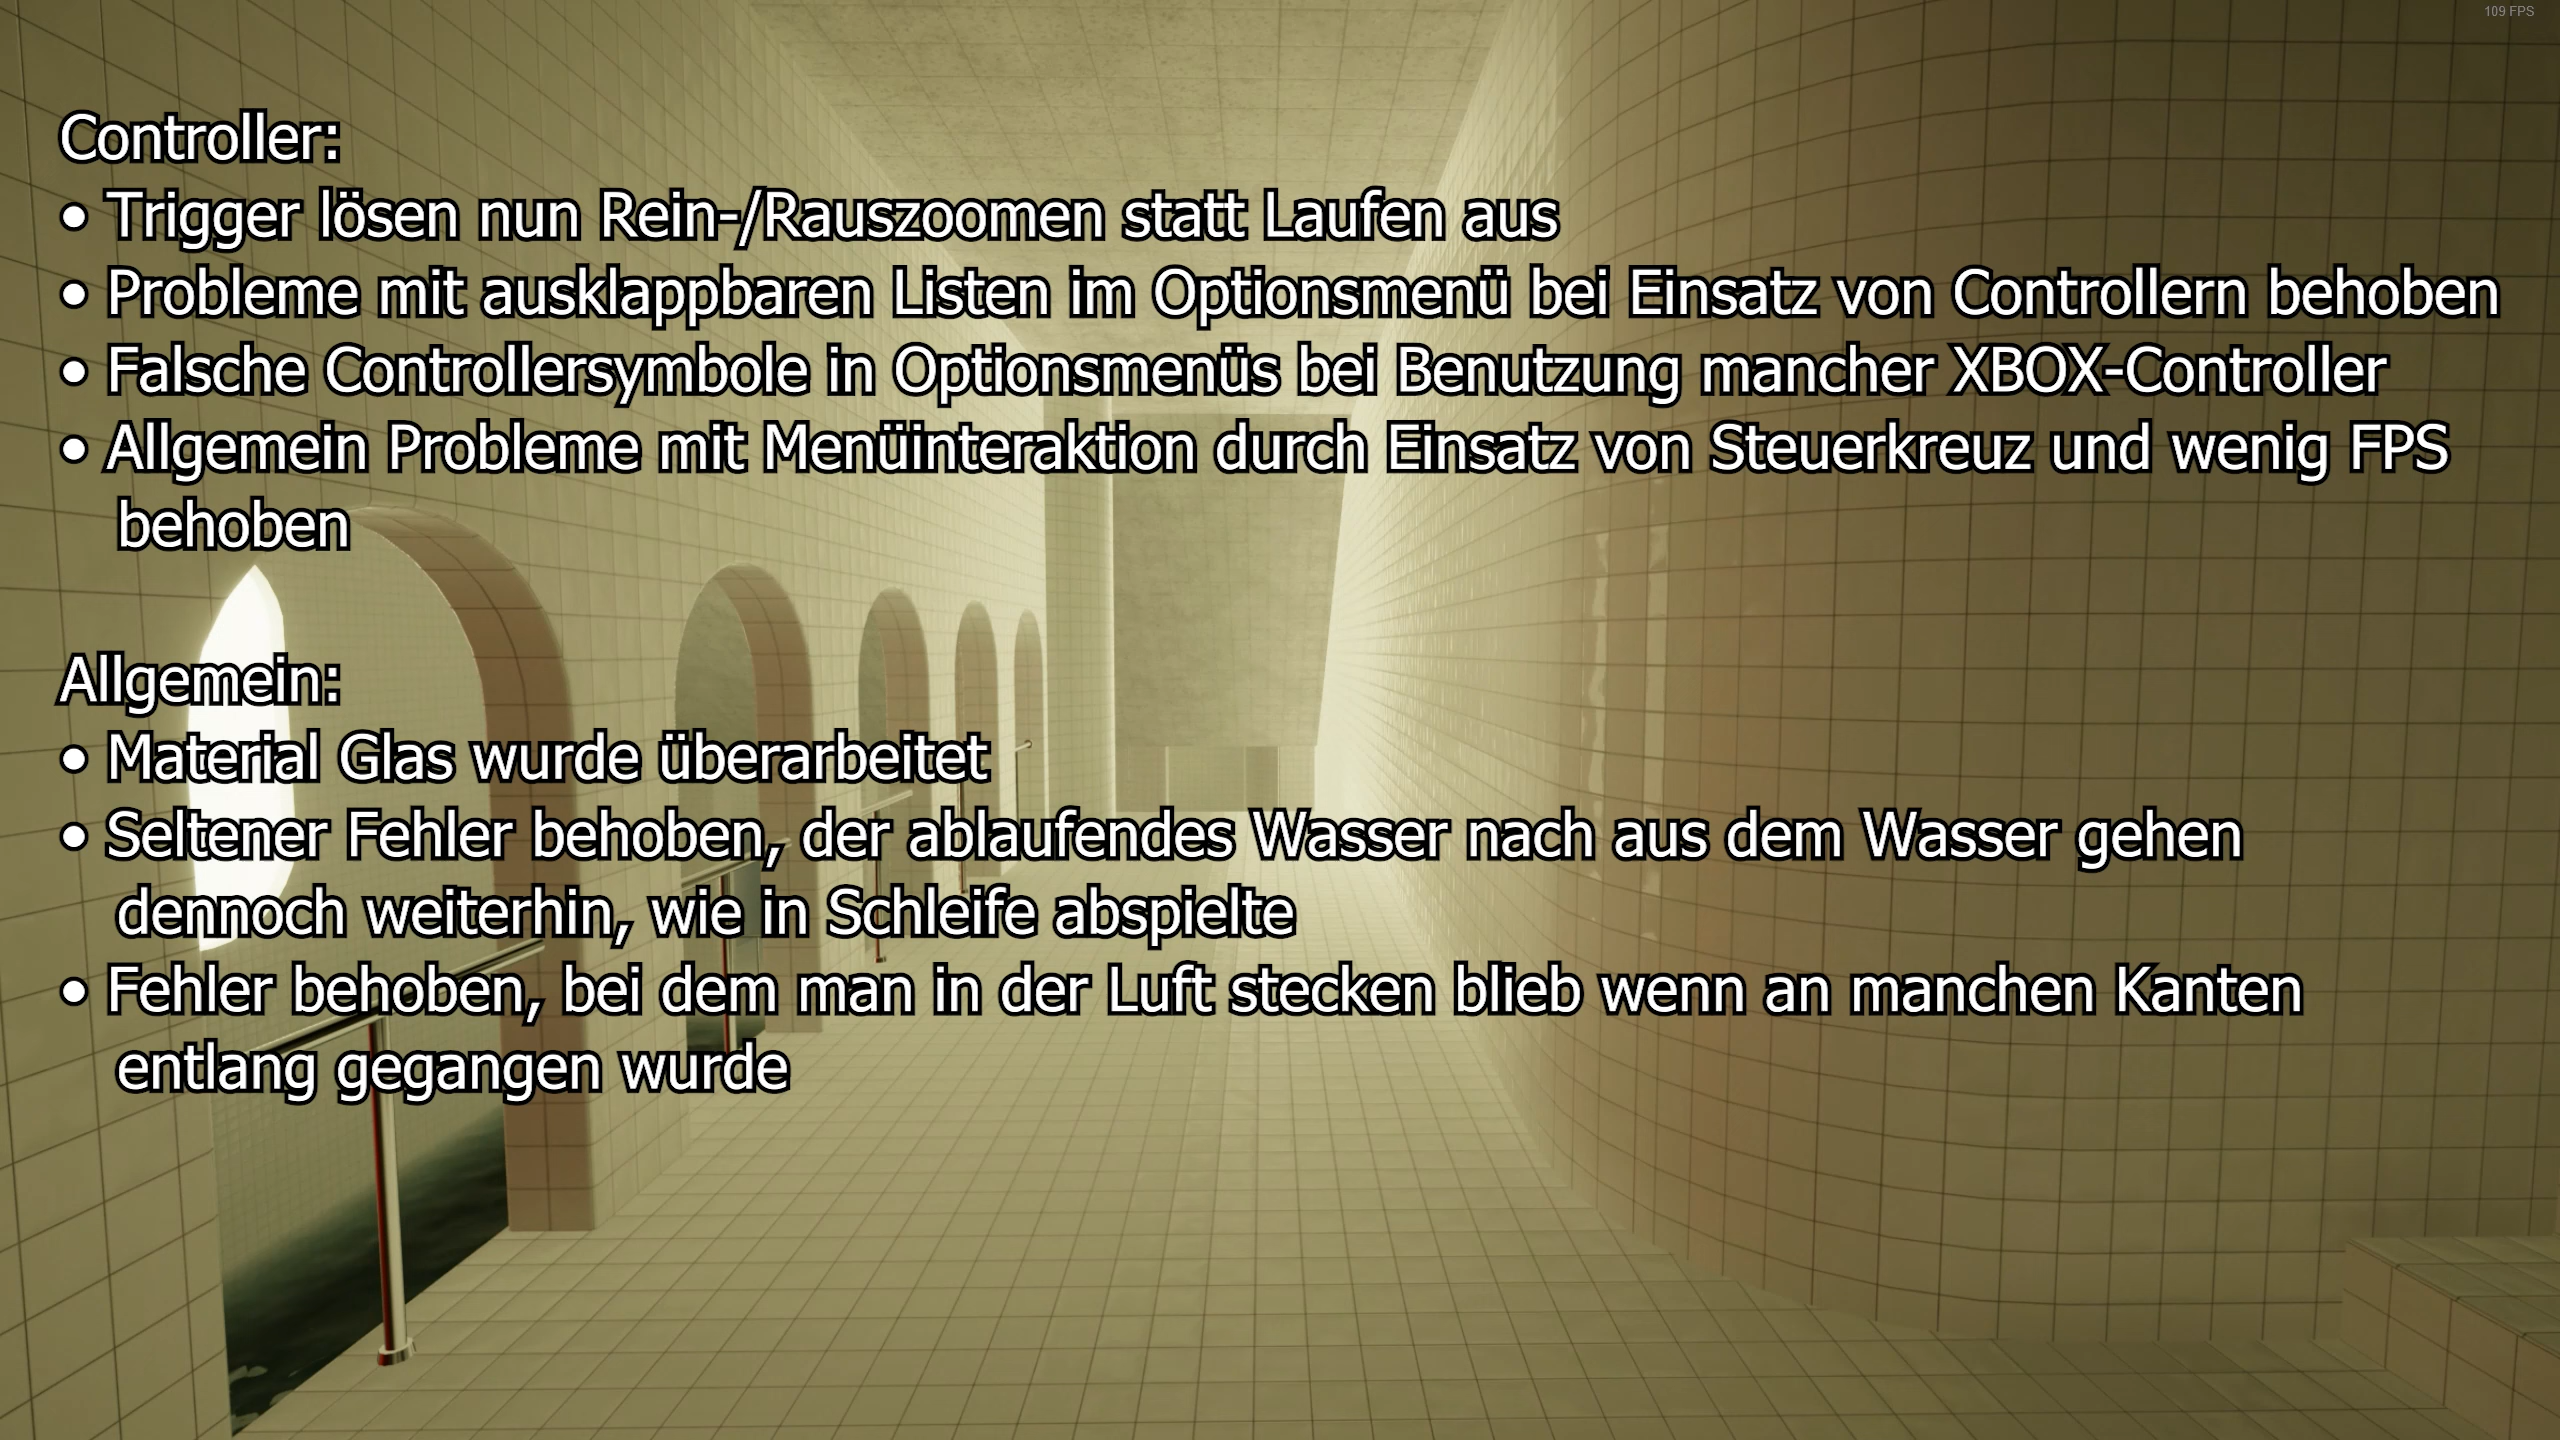 109 FPS
Controller:
• Trigger lösen nun Rein-/Rauszoomen statt Laufen aus
• Probleme mit ausklappbaren Listen im Optionsmenü bei Einsatz von Controllern behoben
• Falsche Controllersymbole in Optionsmenüs bei Benutzung mancher XBOX-Controller
• Allgemein Probleme mit Menüinteraktion durch Einsatz von Steuerkreuz und wenig FPS
behoben
Allgemein:
• Material Glas wurde überarbeitet
• Seltener Fehler behoben, der ablaufendes Wasser nach aus dem Wasser gehen
dennoch weiterhin, wie in Schleife abspielte
• Fehler behoben, bei dem man in der Luft stecken blieb wenn an manchen Kanten
entlang gegangen wurde